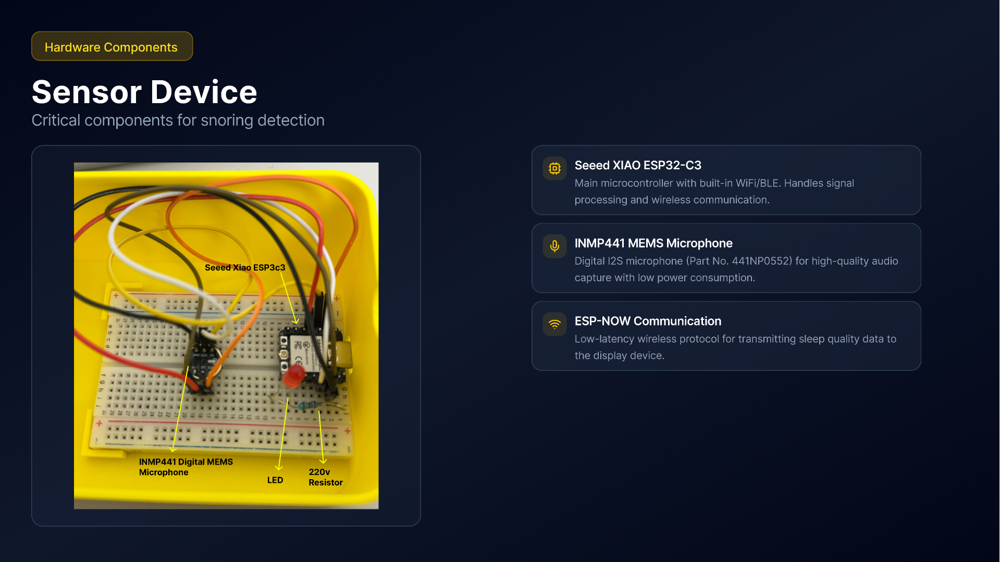 Hardware Components
Sensor Device
Critical components for snoring detection
Seeed Xiao ESP3c3
INMP441 Digital MEMS
Microphone
LED
220v
Resistor
Seeed XIAO ESP32-C3
Main microcontroller with built-in WiFi/BLE. Handles signal
processing and wireless communication.
INMP441 MEMS Microphone
Digital I2S microphone (Part No. 441NP0552) for high-quality audio
capture with low power consumption.
ESP-NOW Communication
Low-latency wireless protocol for transmitting sleep quality data to
the display device.